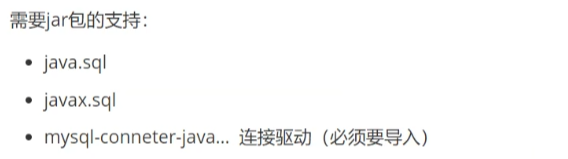 需要jar包的支持：
• java.sql
• javax.sql
• mysql-conneter-java... 连接驱动（必须要导入）